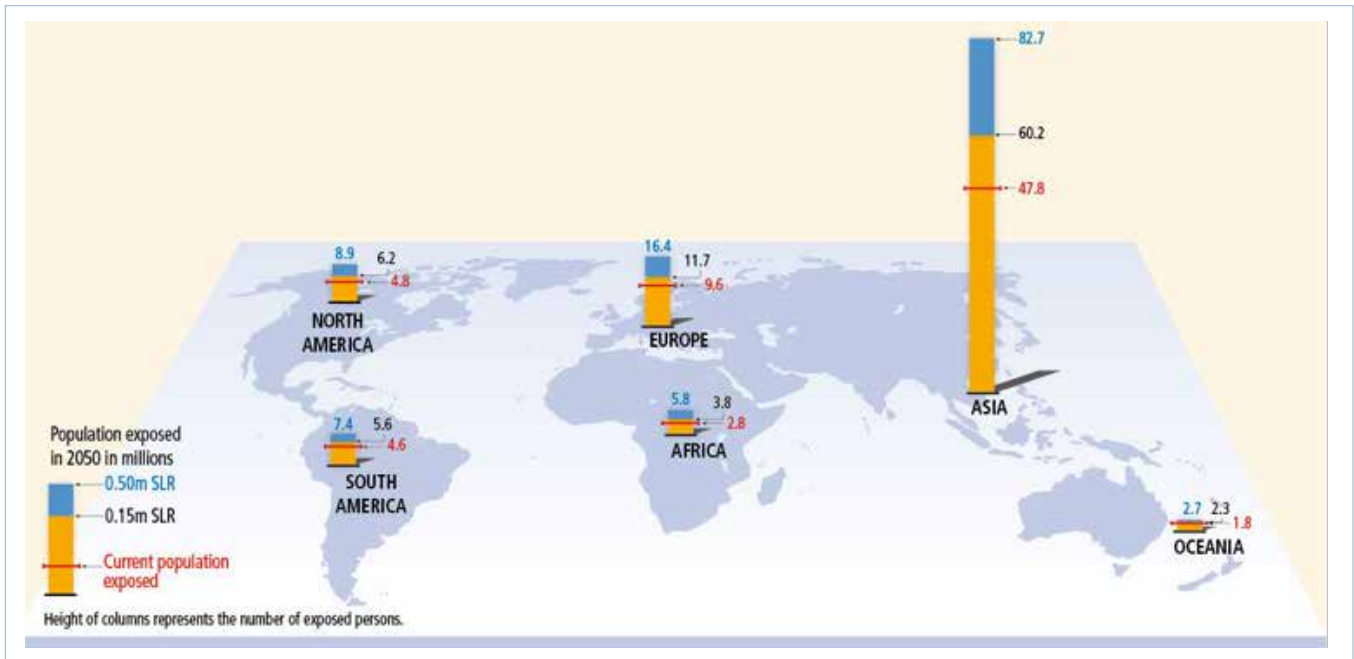 82.7
60.2
47.8
8.9
6.2
4.8
NORTH
AMERICA
16.4
11.7
9.6
EUROPE
ASIA
7.4
5.6
4.6
SOUTH
AMERICA
5.8
3.8
2.8
AFRICA
2.7
2.3
1.8
OCEANIA
Population exposed
in 2050 in millions
0.50m SLR
0.15m SLR
Current population
exposed
Height of columns represents the number of exposed persons.